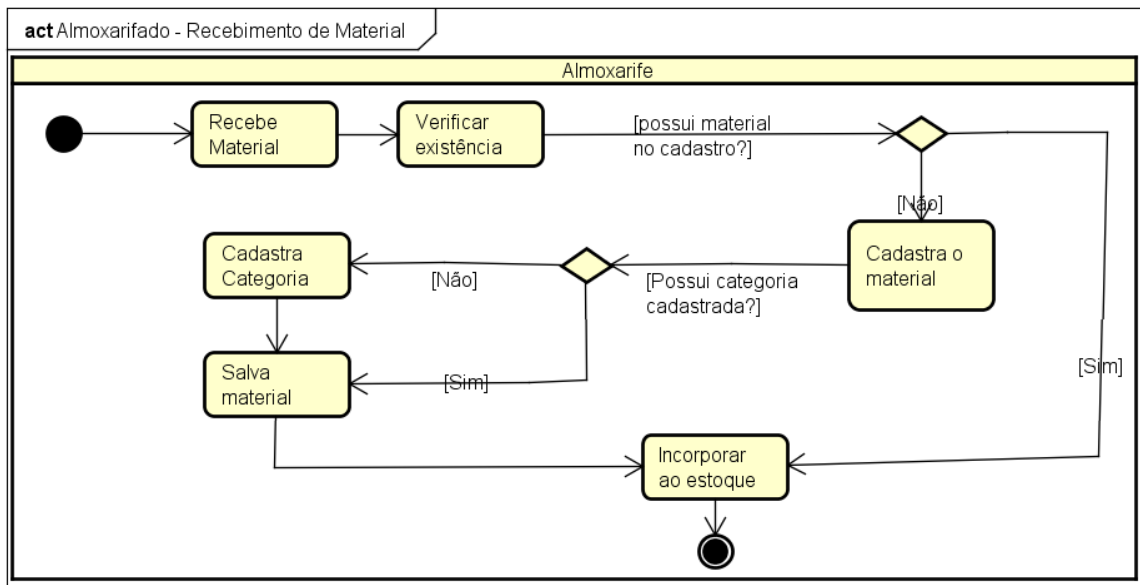 act Almoxarifado - Recebimento de Material
Almoxarife
Recebe
Material
Verificar
existência
[possui material
no cadastro?]
[Não]
Cadastra o
material
[Possui categoria
cadastrada?]
[Não]
Cadastra
Categoria
Salva
material
[Sim]
[Sim]
Incorporar
ao estoque